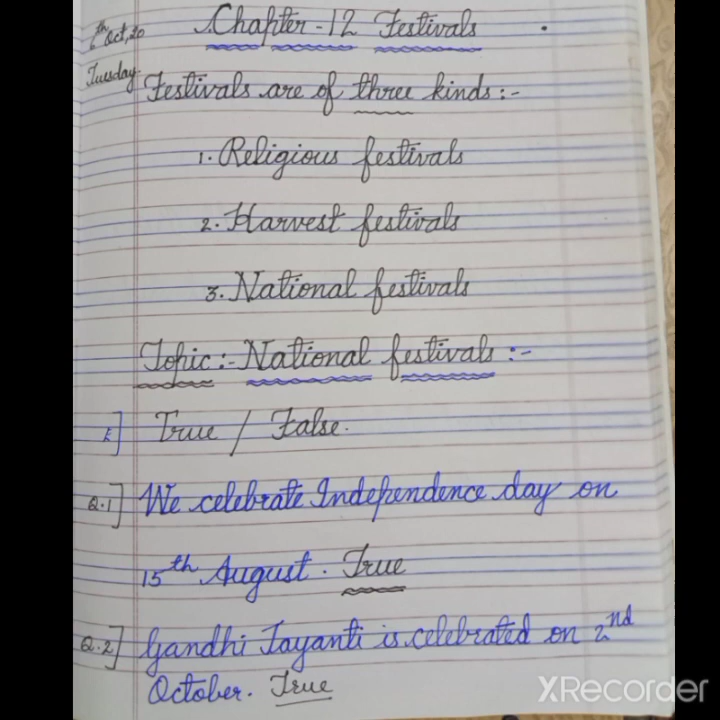 Chapter-12 Festivals
th Oct, 20
Tuesday
Festivals are of three kinds:-
1. Religious festivals
2. Harvest festivals
3. National festivals
Topic:- National festivals:-
E] True / False.
Q.1] We celebrate Independence day on
15th August. True
Q.2] Gandhi Jayanti is celebrated on 2nd
October. True
XRecorder